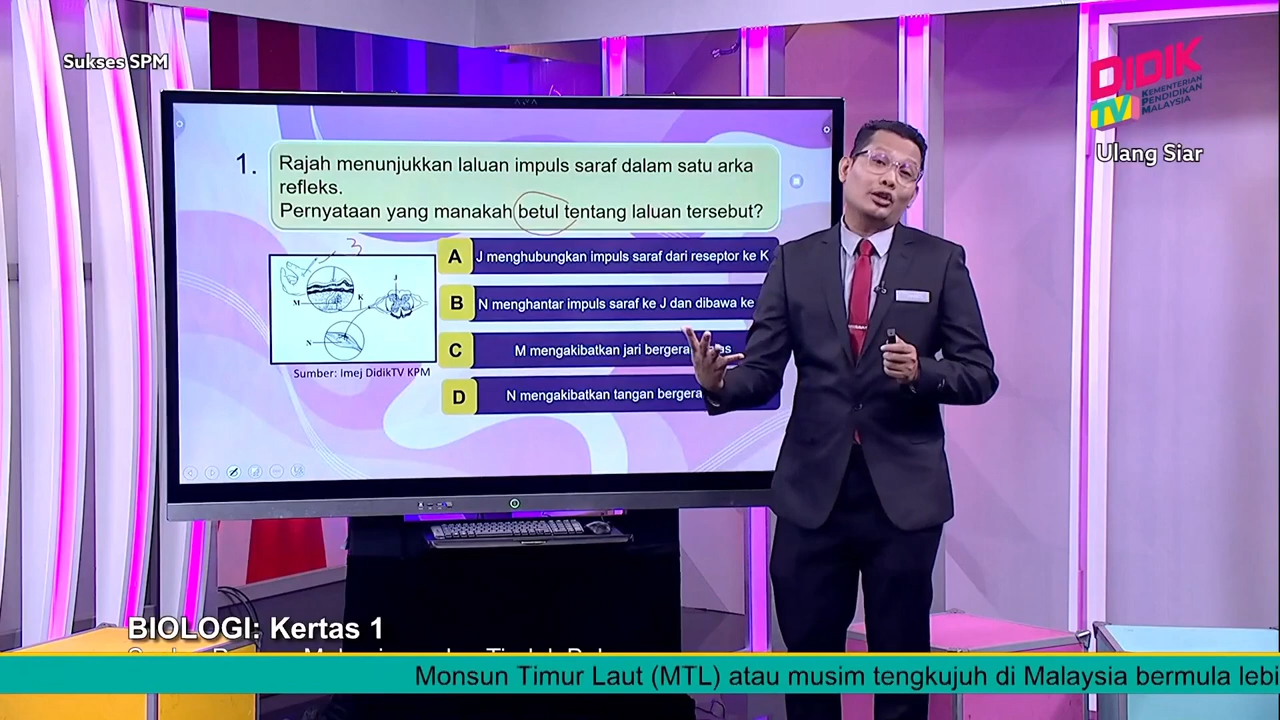 Sukses SPM
DIDIK
TV
KEMENTERIAN
PENDIDIKAN
MALAYSIA
Ulang Siar
1. Rajah menunjukkan laluan impuls saraf dalam satu arka
refleks.
Pernyataan yang manakah betul tentang laluan tersebut?
3
J
M
K
N
A J menghubungkan impuls saraf dari reseptor ke K
B N menghantar impuls saraf ke J dan dibawa ke
C M mengakibatkan jari
D N mengakibatkan tangan
Sumber: Imej DidikTV KPM
BIOLOGI: Kertas 1
Monsun Timur Laut (MTL) atau musim tengkujuh di Malaysia bermula